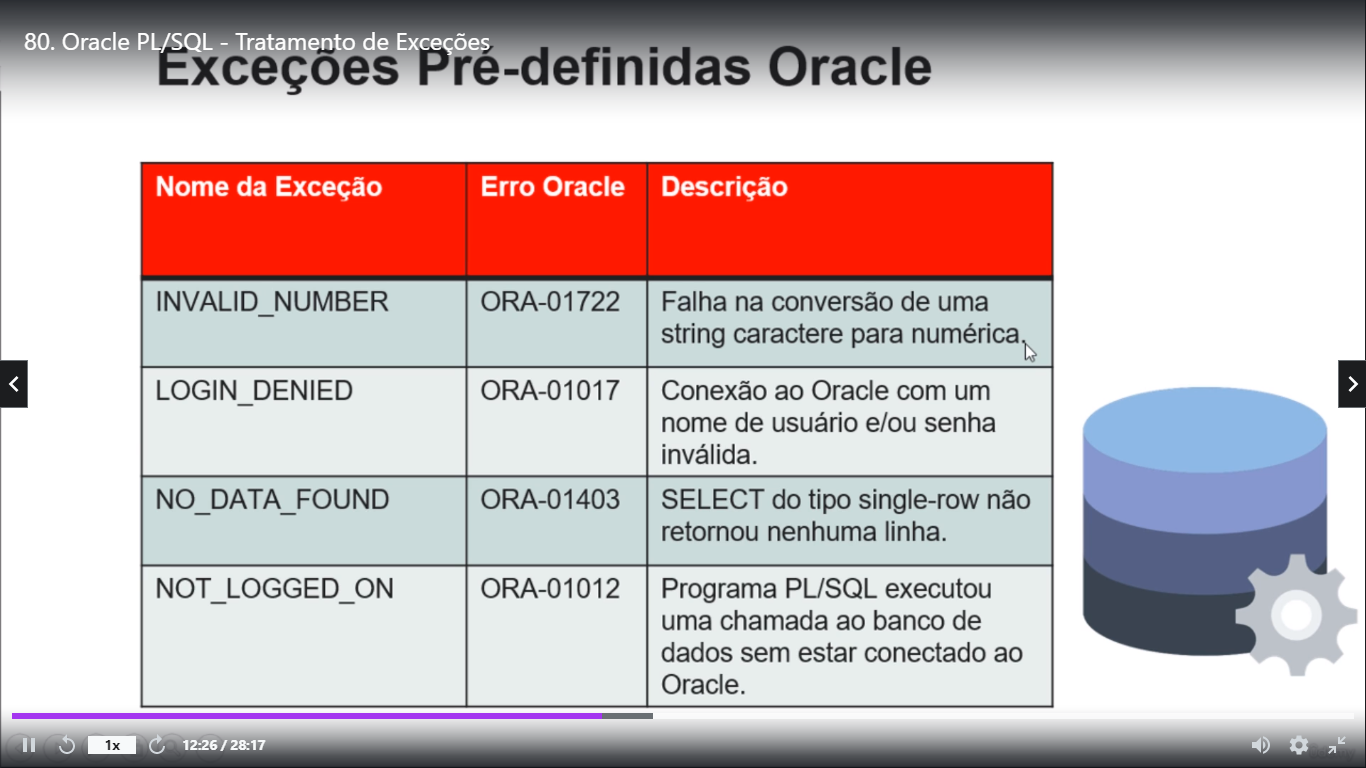 80. Oracle PL/SQL - Tratamento de Exceções
Exceções Pré-definidas Oracle
Nome da Exceção
Erro Oracle
Descrição
INVALID_NUMBER
ORA-01722
Falha na conversão de uma
string caractere para numérica.
LOGIN_DENIED
ORA-01017
Conexão ao Oracle com um
nome de usuário e/ou senha
inválida.
NO_DATA_FOUND
ORA-01403
SELECT do tipo single-row não
retornou nenhuma linha.
NOT_LOGGED_ON
ORA-01012
Programa PL/SQL executou
uma chamada ao banco de
dados sem estar conectado ao
Oracle.
1x
12:26 / 28:17